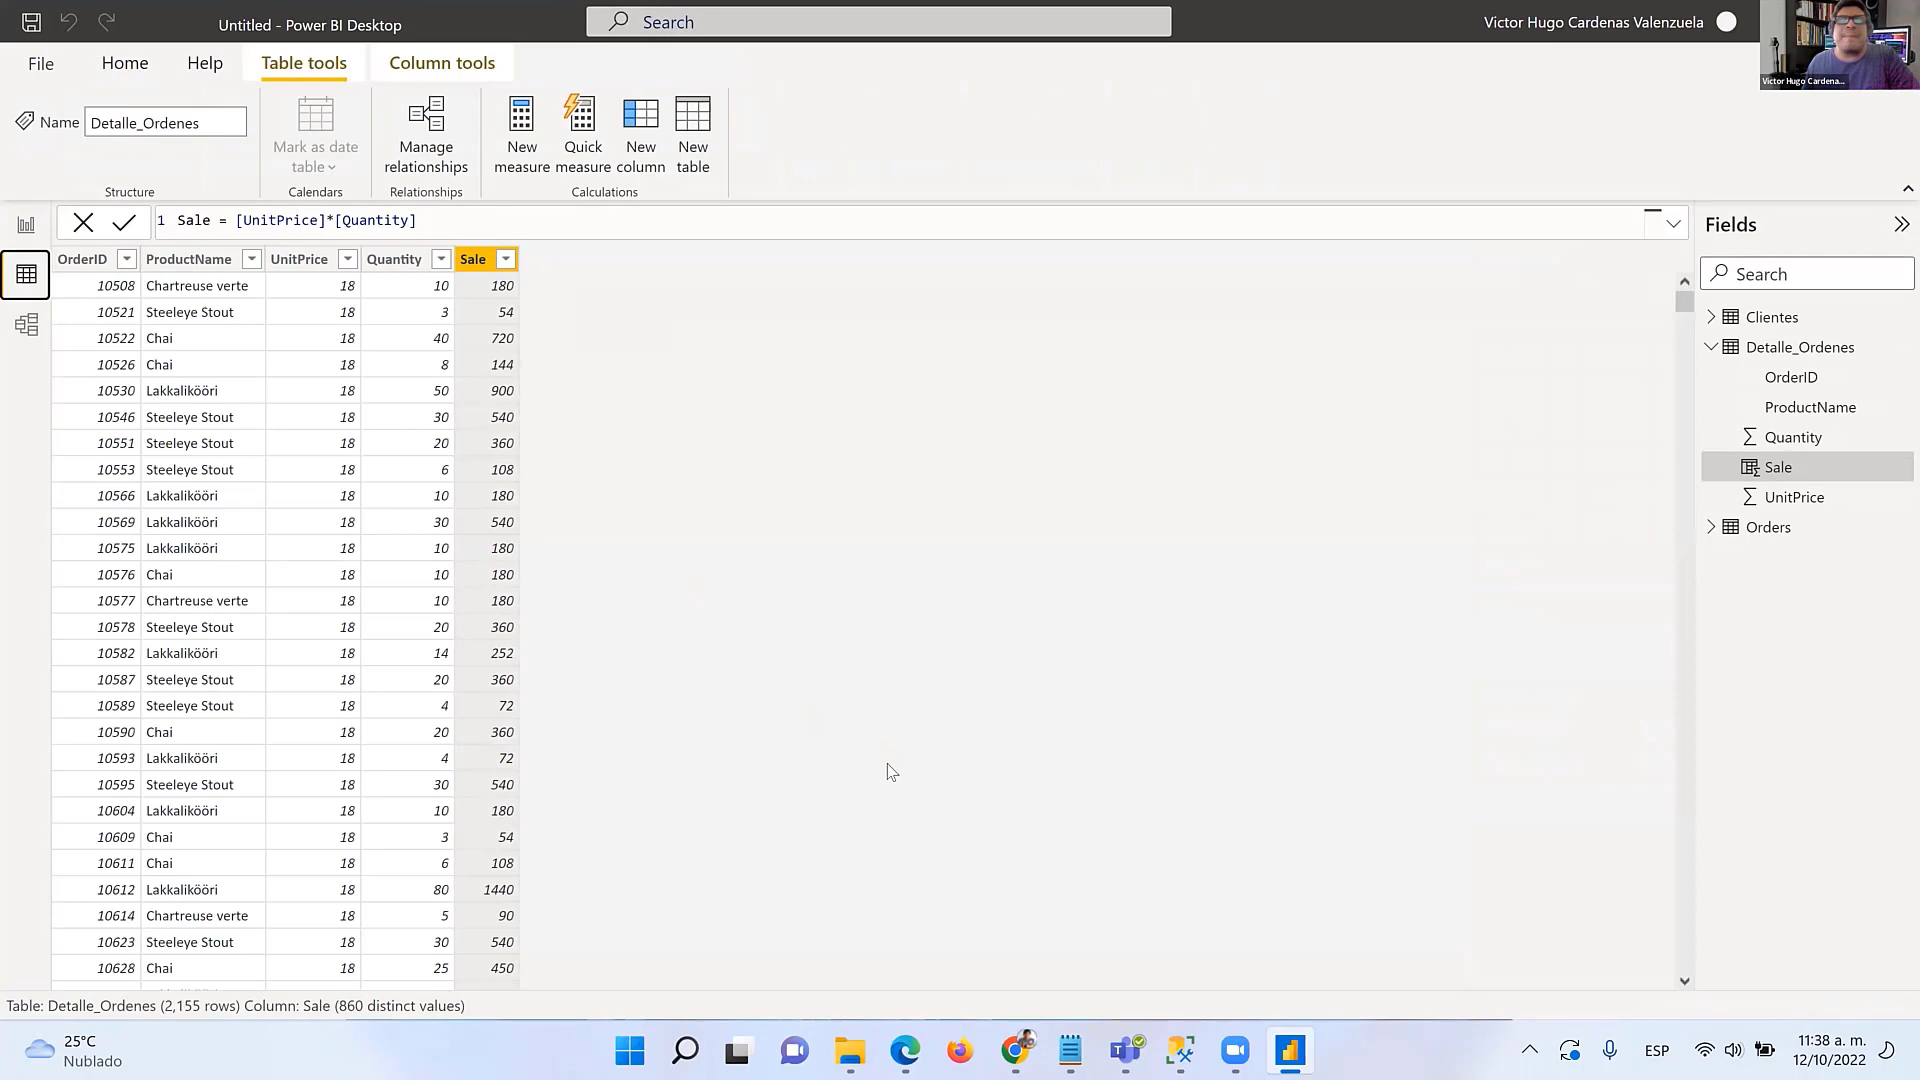 Untitled - Power BI Desktop
Search
Victor Hugo Cardenas Valenzuela
Victor Hugo Cardena...
File
Home
Help
Table tools
Column tools
Name
Detalle_Ordenes
Mark as date table
Manage relationships
New measure
Quick measure
New column
New table
Structure
Calendars
Relationships
Calculations
1 Sale = [UnitPrice]*[Quantity]
OrderID ProductName UnitPrice Quantity Sale
10508 Chartreuse verte 18 10 180
10521 Steeleye Stout 18 3 54
10522 Chai 18 40 720
10526 Chai 18 8 144
10530 Lakkalikööri 18 50 900
10546 Steeleye Stout 18 30 540
10551 Steeleye Stout 18 20 360
10553 Steeleye Stout 18 6 108
10566 Lakkalikööri 18 10 180
10569 Lakkalikööri 18 30 540
10575 Lakkalikööri 18 10 180
10576 Chai 18 10 180
10577 Chartreuse verte 18 10 180
10578 Steeleye Stout 18 20 360
10582 Lakkalikööri 18 14 252
10587 Steeleye Stout 18 20 360
10589 Steeleye Stout 18 4 72
10590 Chai 18 20 360
10593 Lakkalikööri 18 4 72
10595 Steeleye Stout 18 30 540
10604 Lakkalikööri 18 10 180
10609 Chai 18 3 54
10611 Chai 18 6 108
10612 Lakkalikööri 18 80 1440
10614 Chartreuse verte 18 5 90
10623 Steeleye Stout 18 30 540
10628 Chai 18 25 450
Fields
Search
Clientes
Detalle_Ordenes
OrderID
ProductName
Quantity
Sale
UnitPrice
Orders
Table: Detalle_Ordenes (2,155 rows) Column: Sale (860 distinct values)
25°C
Nublado
ESP
11:38 a. m.
12/10/2022